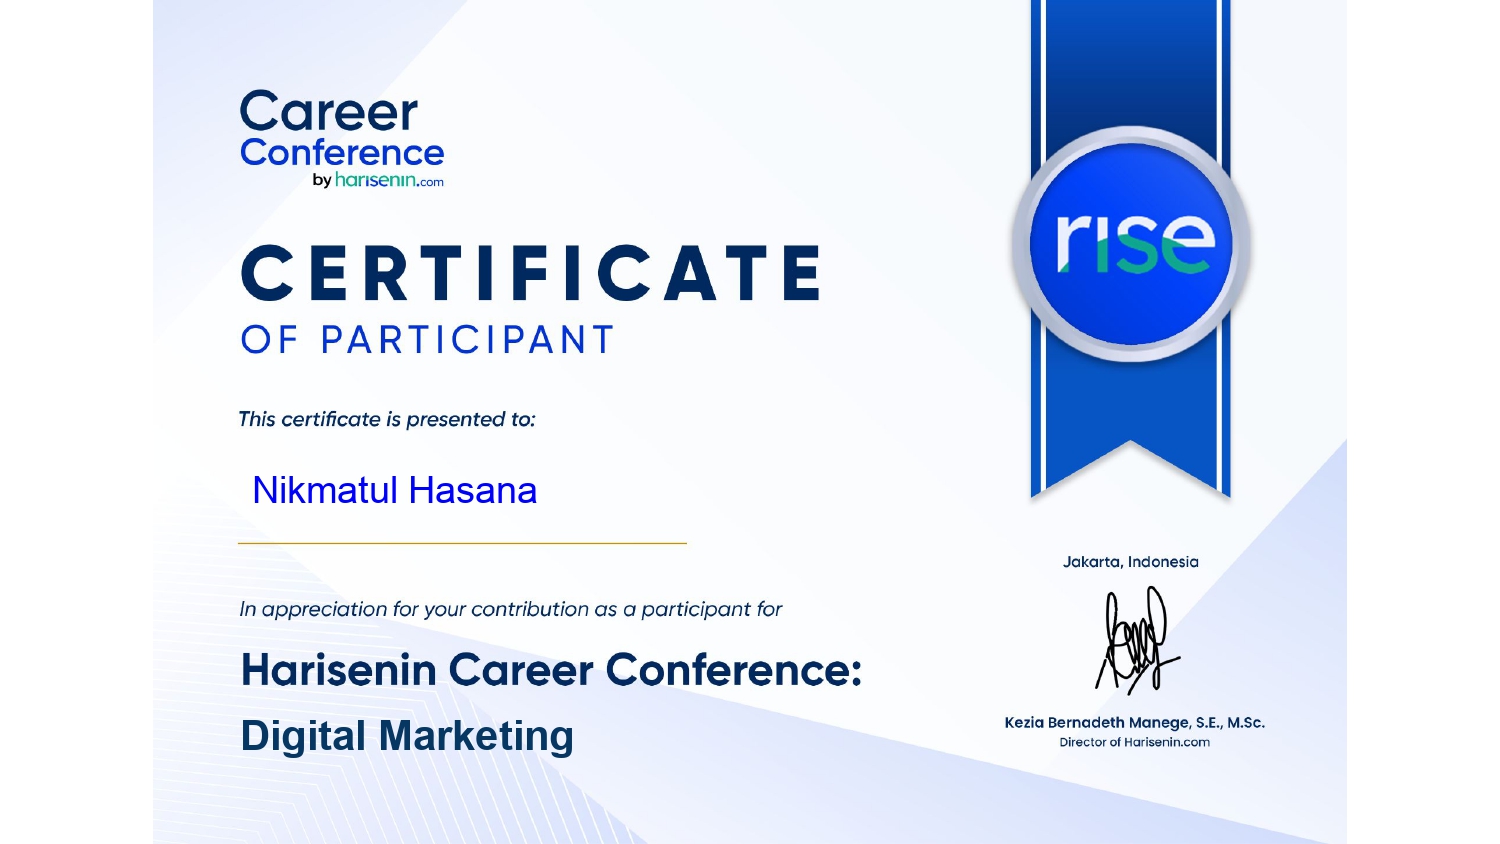 Career
Conference
by harisenin.com
rise
CERTIFICATE
OF PARTICIPANT
This certificate is presented to:
Nikmatul Hasana
In appreciation for your contribution as a participant for
Harisenin Career Conference:
Digital Marketing
Jakarta, Indonesia
Kezia Bernadeth Manege, S.E., M.Sc.
Director of Harisenin.com